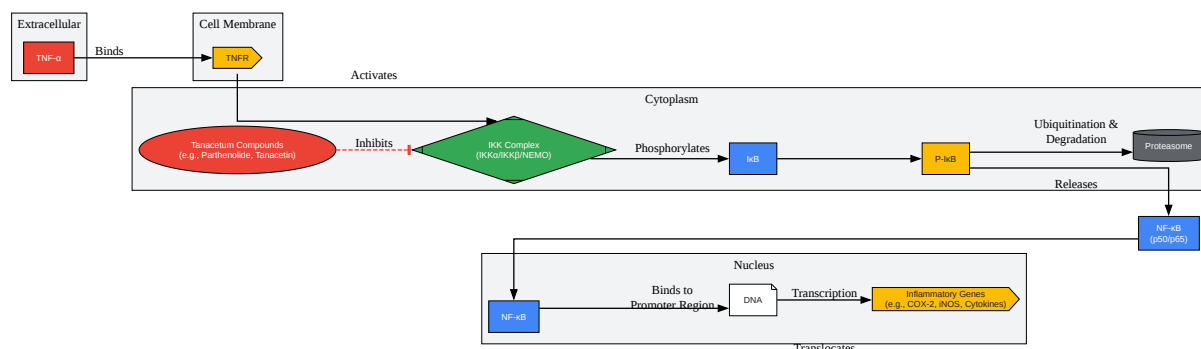 Extracellular
TNF-α
Binds
Cell Membrane
TNFR
Activates
Cytoplasm
Tanacetum Compounds
(e.g., Parthenolide, Tanacetin)
Inhibits
IKK Complex
(IKKα/IKKβ/NEMO)
Phosphorylates
IκB
P-IκB
Ubiquitination &
Degradation
Proteasome
Releases
NF-κB
(p50/p65)
Nucleus
NF-κB
Binds to
Promoter Region
DNA
Transcription
Inflammatory Genes
(e.g., COX-2, iNOS, Cytokines)
Translocates